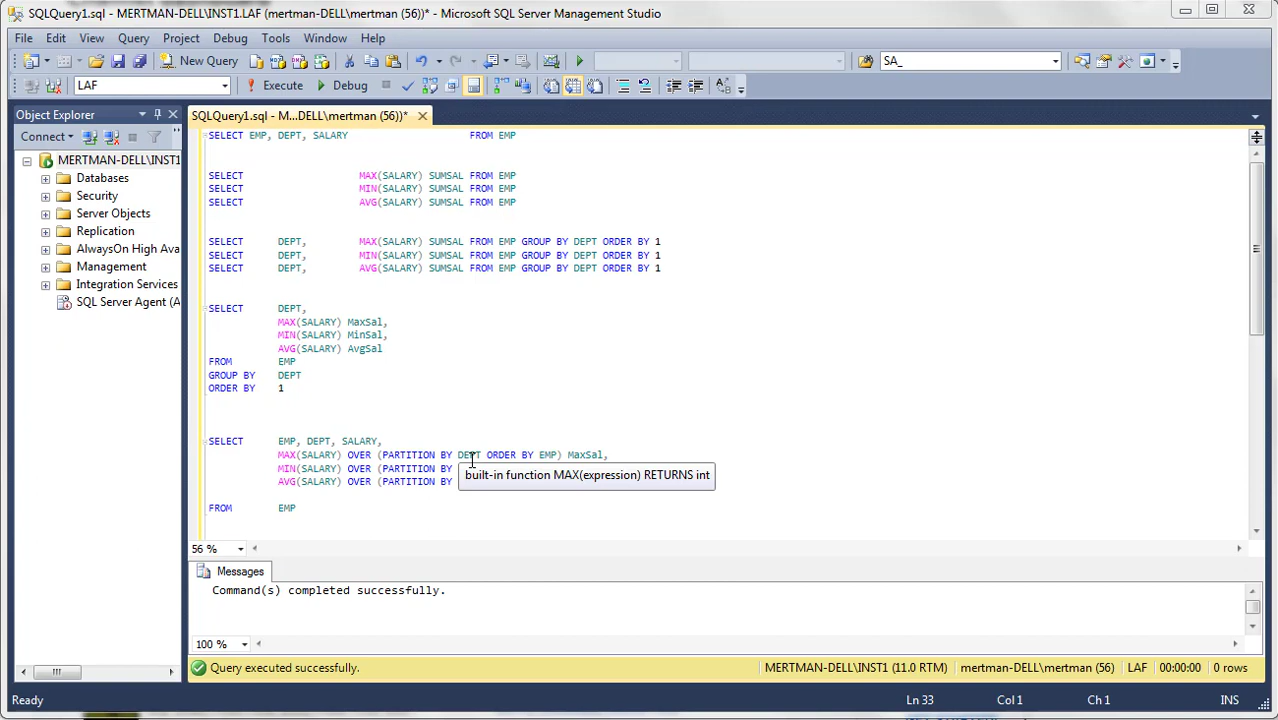 SQLQuery1.sql - MERTMAN-DELL\INST1.LAF (mertman-DELL\mertman (56))* - Microsoft SQL Server Management Studio
File Edit View Query Project Debug Tools Window Help
New Query SA_
LAF Execute Debug
Object Explorer
Connect
MERTMAN-DELL\INST1
Databases
Security
Server Objects
Replication
AlwaysOn High Ava
Management
Integration Services
SQL Server Agent (A
SQLQuery1.sql - M...DELL\mertman (56))*
SELECT EMP, DEPT, SALARY FROM EMP
SELECT MAX(SALARY) SUMSAL FROM EMP
SELECT MIN(SALARY) SUMSAL FROM EMP
SELECT AVG(SALARY) SUMSAL FROM EMP
SELECT DEPT, MAX(SALARY) SUMSAL FROM EMP GROUP BY DEPT ORDER BY 1
SELECT DEPT, MIN(SALARY) SUMSAL FROM EMP GROUP BY DEPT ORDER BY 1
SELECT DEPT, AVG(SALARY) SUMSAL FROM EMP GROUP BY DEPT ORDER BY 1
SELECT DEPT,
MAX(SALARY) MaxSal,
MIN(SALARY) MinSal,
AVG(SALARY) AvgSal
FROM EMP
GROUP BY DEPT
ORDER BY 1
SELECT EMP, DEPT, SALARY,
MAX(SALARY) OVER (PARTITION BY DEPT ORDER BY EMP) MaxSal,
MIN(SALARY) OVER (PARTITION BY
AVG(SALARY) OVER (PARTITION BY
built-in function MAX(expression) RETURNS int
FROM EMP
56 %
Messages
Command(s) completed successfully.
100 %
Query executed successfully. MERTMAN-DELL\INST1 (11.0 RTM) mertman-DELL\mertman (56) LAF 00:00:00 0 rows
Ready Ln 33 Col 1 Ch 1 INS